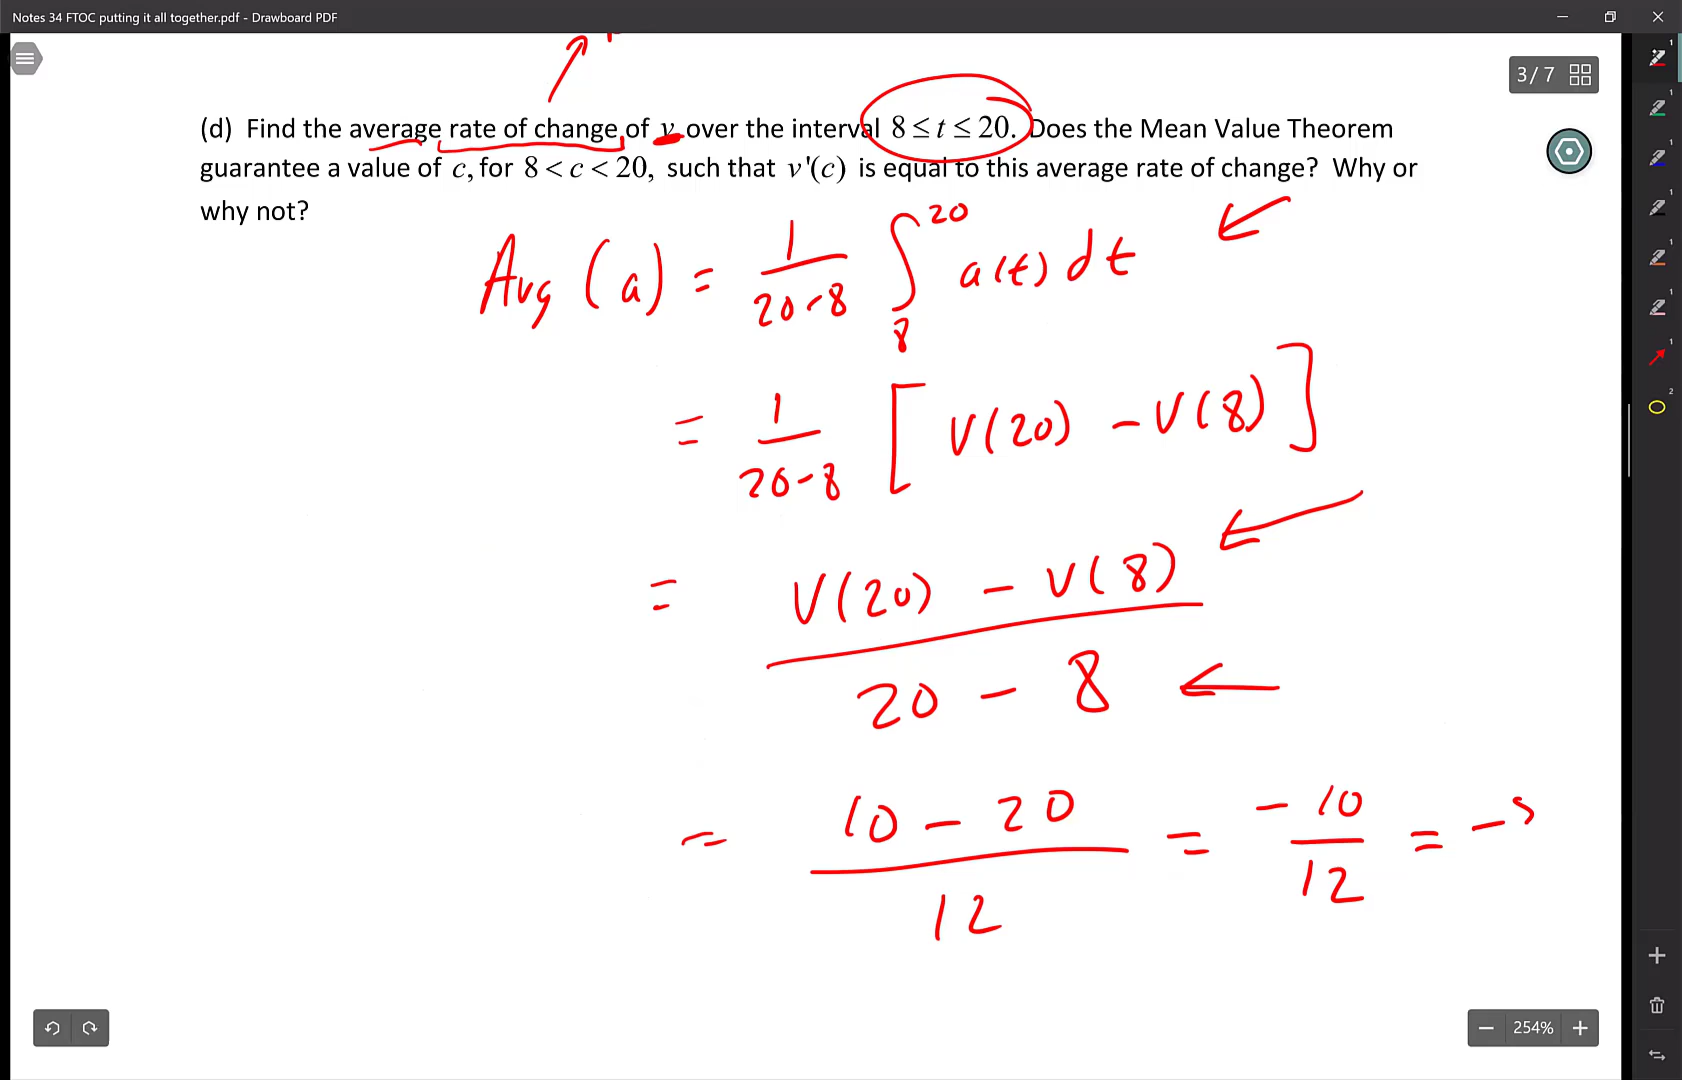 Notes 34 FTOC putting it all together.pdf - Drawboard PDF
3 / 7
(d) Find the average rate of change of v over the interval 8 ≤ t ≤ 20. Does the Mean Value Theorem
guarantee a value of c, for 8 < c < 20, such that v'(c) is equal to this average rate of change? Why or
why not?
Avg (a) = 1/(20-8) ∫_8^20 a(t) dt
= 1/(20-8) [ V(20) - V(8) ]
= (V(20) - V(8))/(20 - 8)
= (10 - 20)/12 = -10/12 = -
254%